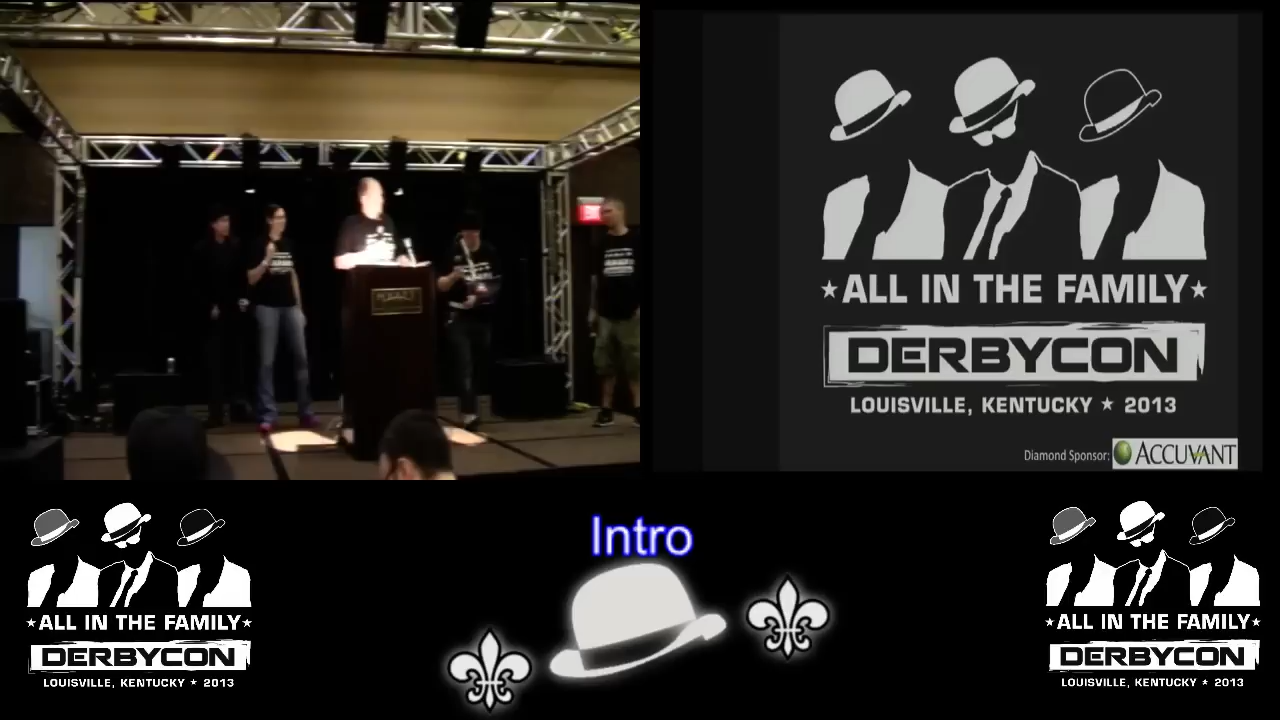 ★ALL IN THE FAMILY★
DERBYCON
LOUISVILLE, KENTUCKY ★ 2013
Diamond Sponsor: ACCUVANT
Intro
★ALL IN THE FAMILY★
DERBYCON
LOUISVILLE, KENTUCKY ★ 2013
★ALL IN THE FAMILY★
DERBYCON
LOUISVILLE, KENTUCKY ★ 2013